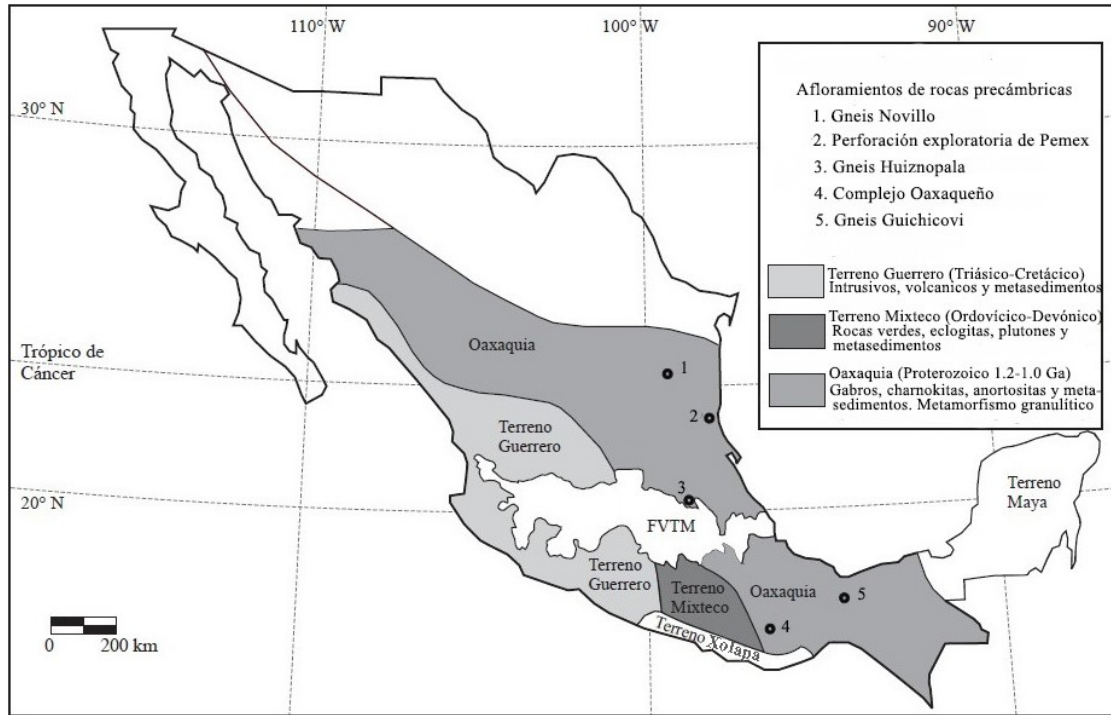 110° W
100° W
90° W
30° N
Trópico de
Cáncer
20° N
Oaxaquia
1
2
Terreno
Guerrero
3
FVTM
Terreno
Maya
Terreno
Guerrero
Terreno
Mixteco
Oaxaquia
5
4
Terreno Xolapa
0 200 km
Afloramientos de rocas precámbricas
1. Gneis Novillo
2. Perforación exploratoria de Pemex
3. Gneis Huiznopala
4. Complejo Oaxaqueño
5. Gneis Guichicovi
Terreno Guerrero (Triásico-Cretácico)
Intrusivos, volcanicos y metasedimentos
Terreno Mixteco (Ordovícico-Devónico)
Rocas verdes, eclogitas, plutones y
metasedimentos
Oaxaquia (Proterozoico 1.2-1.0 Ga)
Gabros, charnokitas, anortositas y meta-
sedimentos. Metamorfismo granulítico